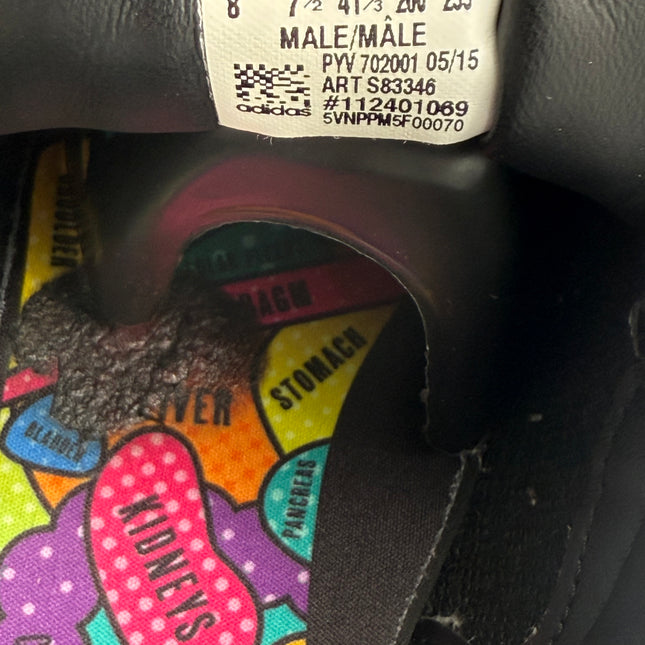 8 7½ 41⅓ 260 255
MALE/MÂLE
PYV 702001 05/15
ART S83346
adidas
#112401069
5VNPPM5F00070
STOMACH
BLADDER
PANCREAS
KIDNEYS